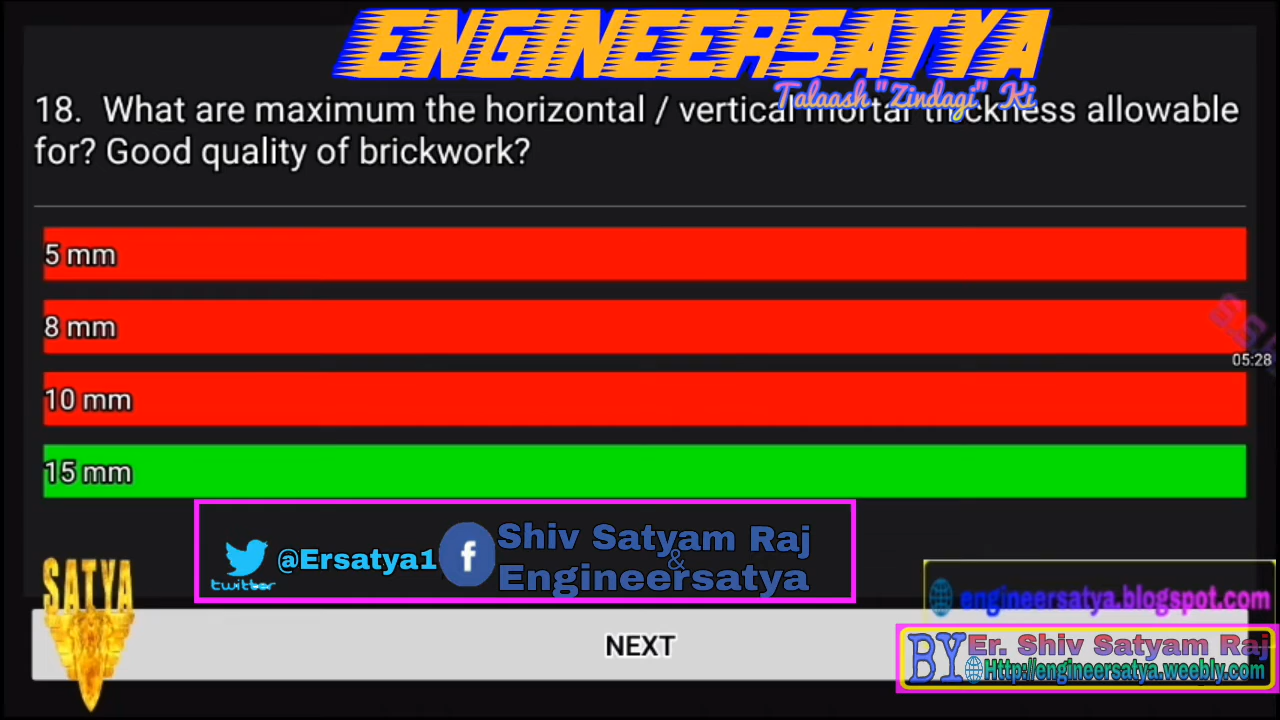 ENGINEERSATYA
Talaash "Zindagi" Ki
18. What are maximum the horizontal / vertical mortar thickness allowable
for? Good quality of brickwork?
5 mm
8 mm
10 mm
15 mm
05:28
@Ersatya1
twitter
f
Shiv Satyam Raj
&
Engineersatya
SATYA
NEXT
engineersatya.blogspot.com
BY Er. Shiv Satyam Raj
Http://engineersatya.weebly.com